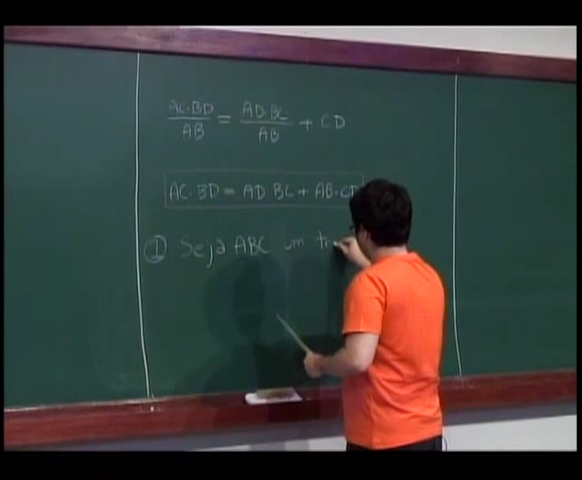 AC·BD/AB = AD·BC/AB + CD
AC·BD = AD BC + AB·CD
① Seja ABC um